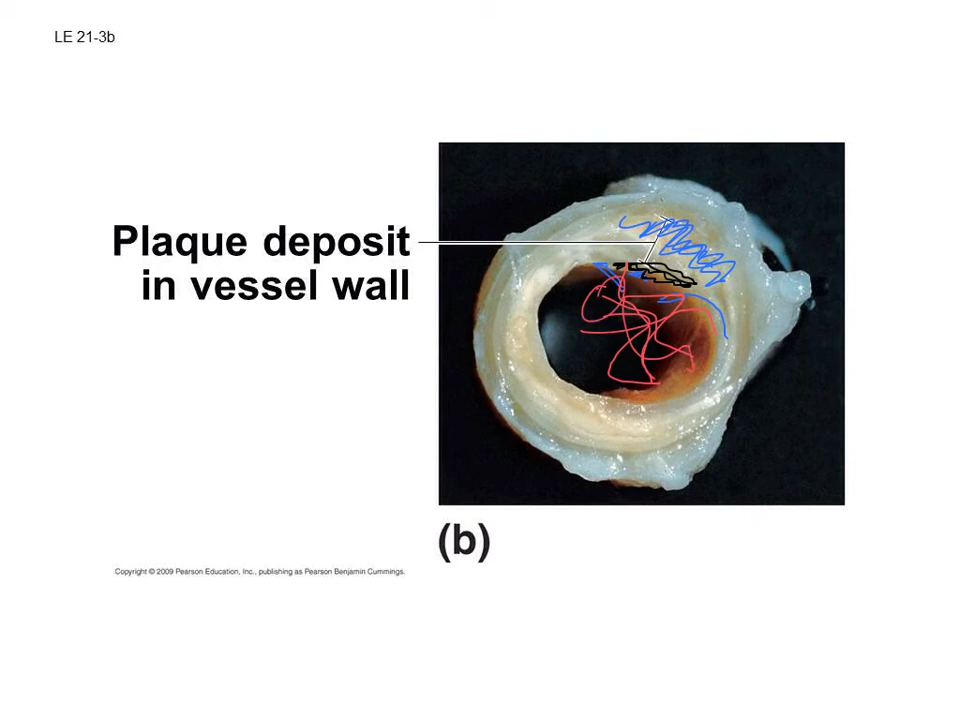 LE 21-3b
Plaque deposit
in vessel wall
(b)
Copyright © 2009 Pearson Education, Inc., publishing as Pearson Benjamin Cummings.